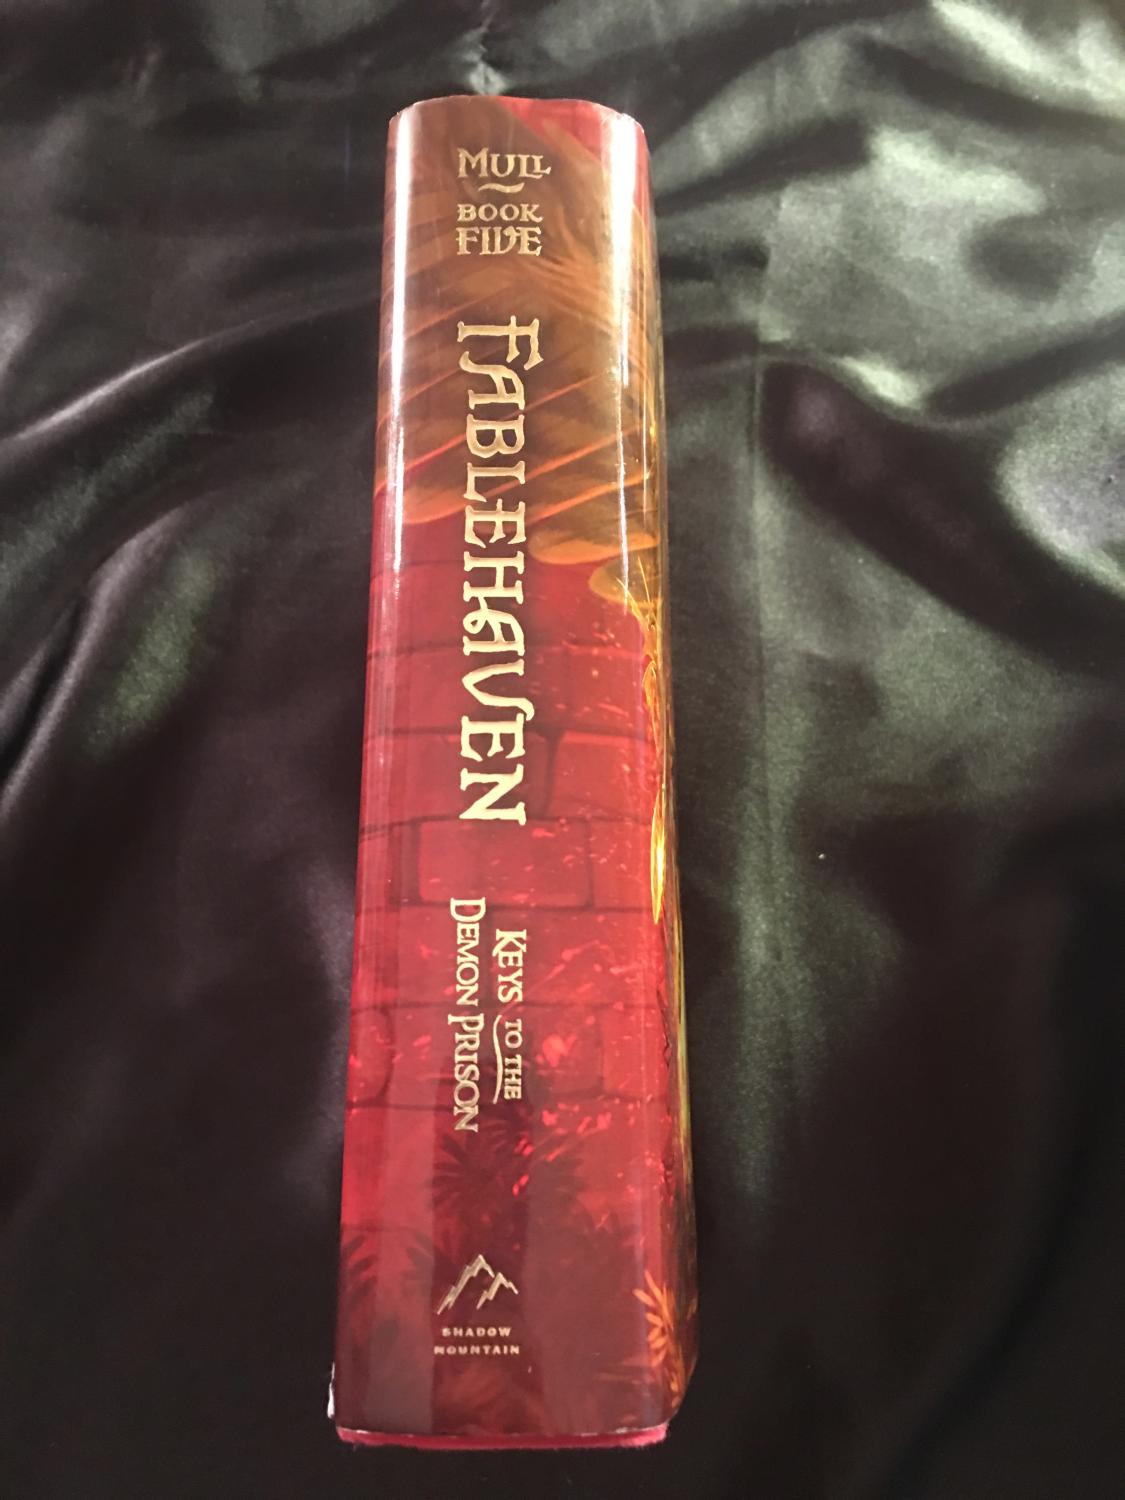 MULL
BOOK
FIVE
FABLEHAVEN
KEYS TO THE
DEMON PRISON
SHADOW
MOUNTAIN